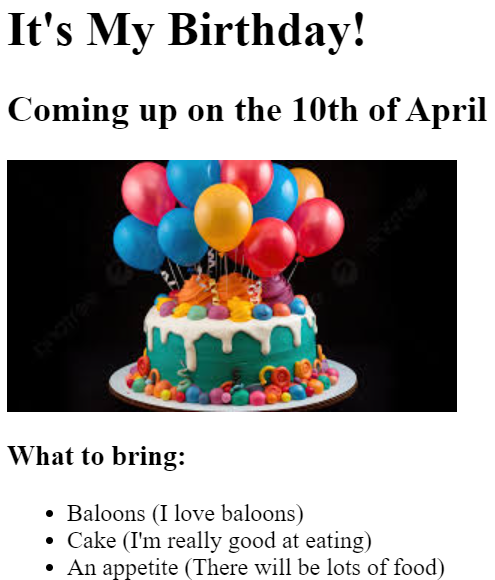 It's My Birthday!
Coming up on the 10th of April
What to bring:
Baloons (I love baloons)
Cake (I'm really good at eating)
An appetite (There will be lots of food)